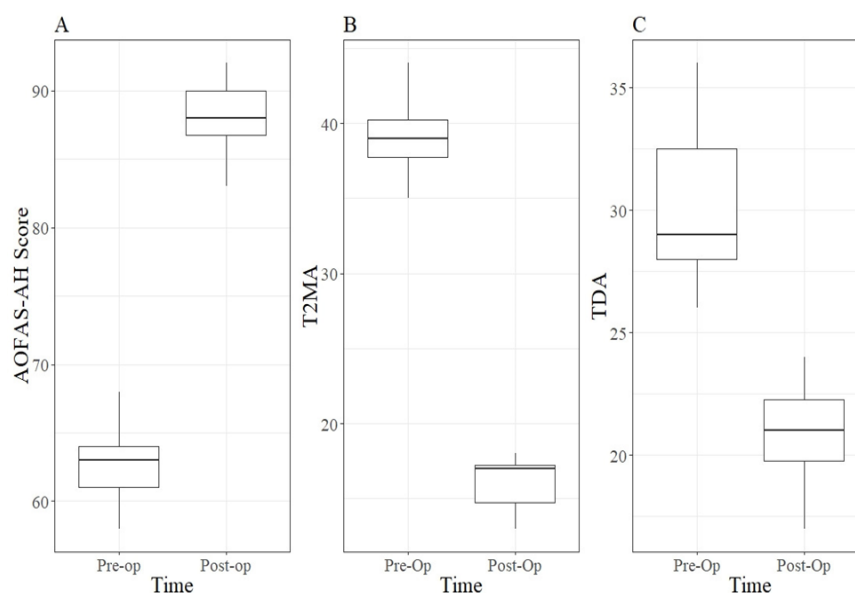 A
B
C
AOFAS-AH Score
90
80
70
60
Pre-op
Post-op
Time
T2MA
40
30
20
Pre-Op
Post-Op
Time
TDA
35
30
25
20
Pre-Op
Post-Op
Time